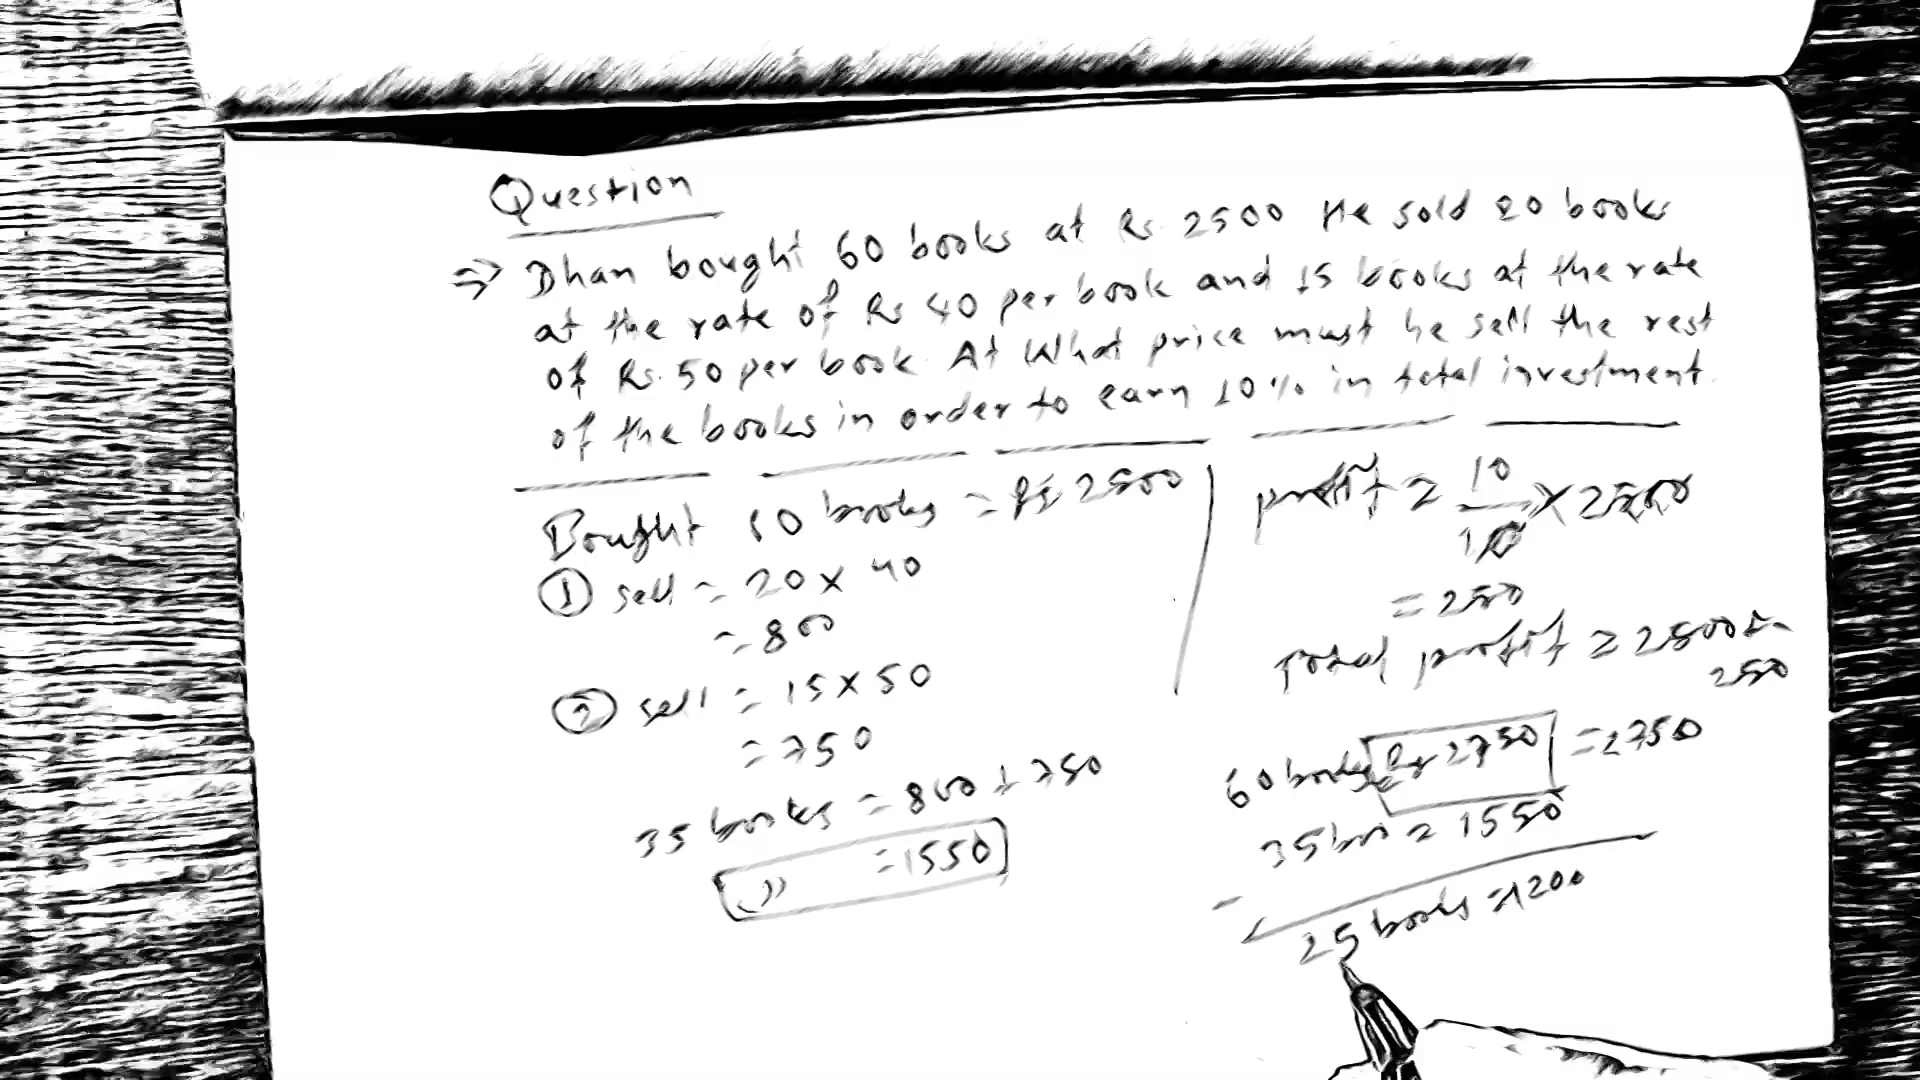 Question
⇒ Dhan bought 60 books at Rs. 2500 He sold 20 books
at the rate of Rs 40 per book and 15 books at the rate
of Rs. 50 per book. At What price must he sell the rest
of the books in order to earn 10% in total investment.
Bought 60 books = Rs 2500
① sell = 20 × 40
= 800
② sell = 15 × 50
= 750
35 books = 800 + 750
" = 1550
profit = 10/100 × 2500
= 250
Total profit = 2500 +
250
60 books Rs 2750 = 2750
- 35 boo = 1550
25 books = 1200